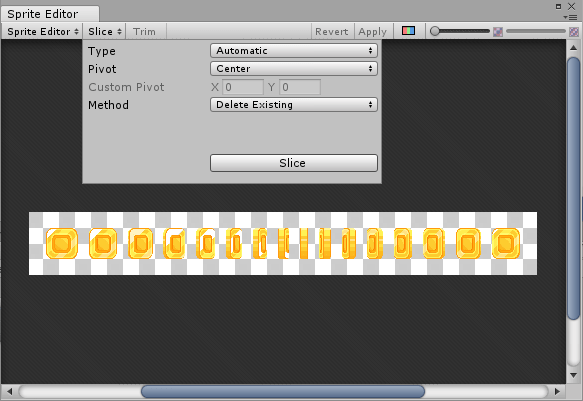 Sprite Editor
Sprite Editor Slice Trim Revert Apply
Type Automatic
Pivot Center
Custom Pivot X 0 Y 0
Method Delete Existing
Slice